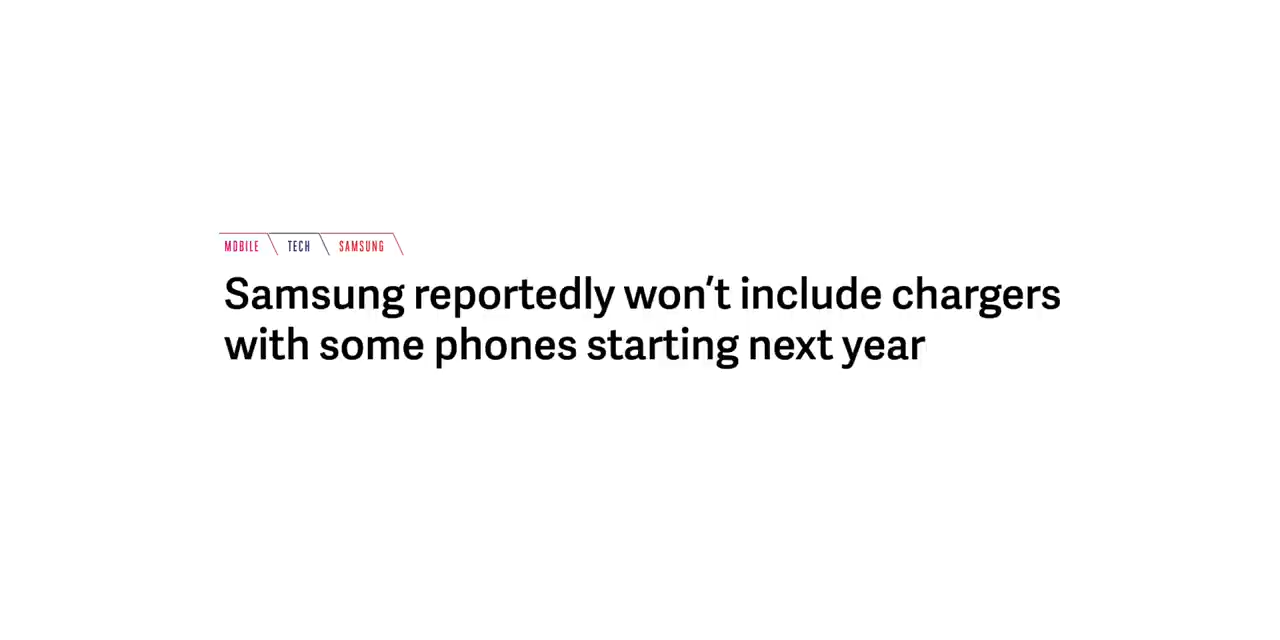 MOBILE TECH SAMSUNG
Samsung reportedly won’t include chargers
with some phones starting next year